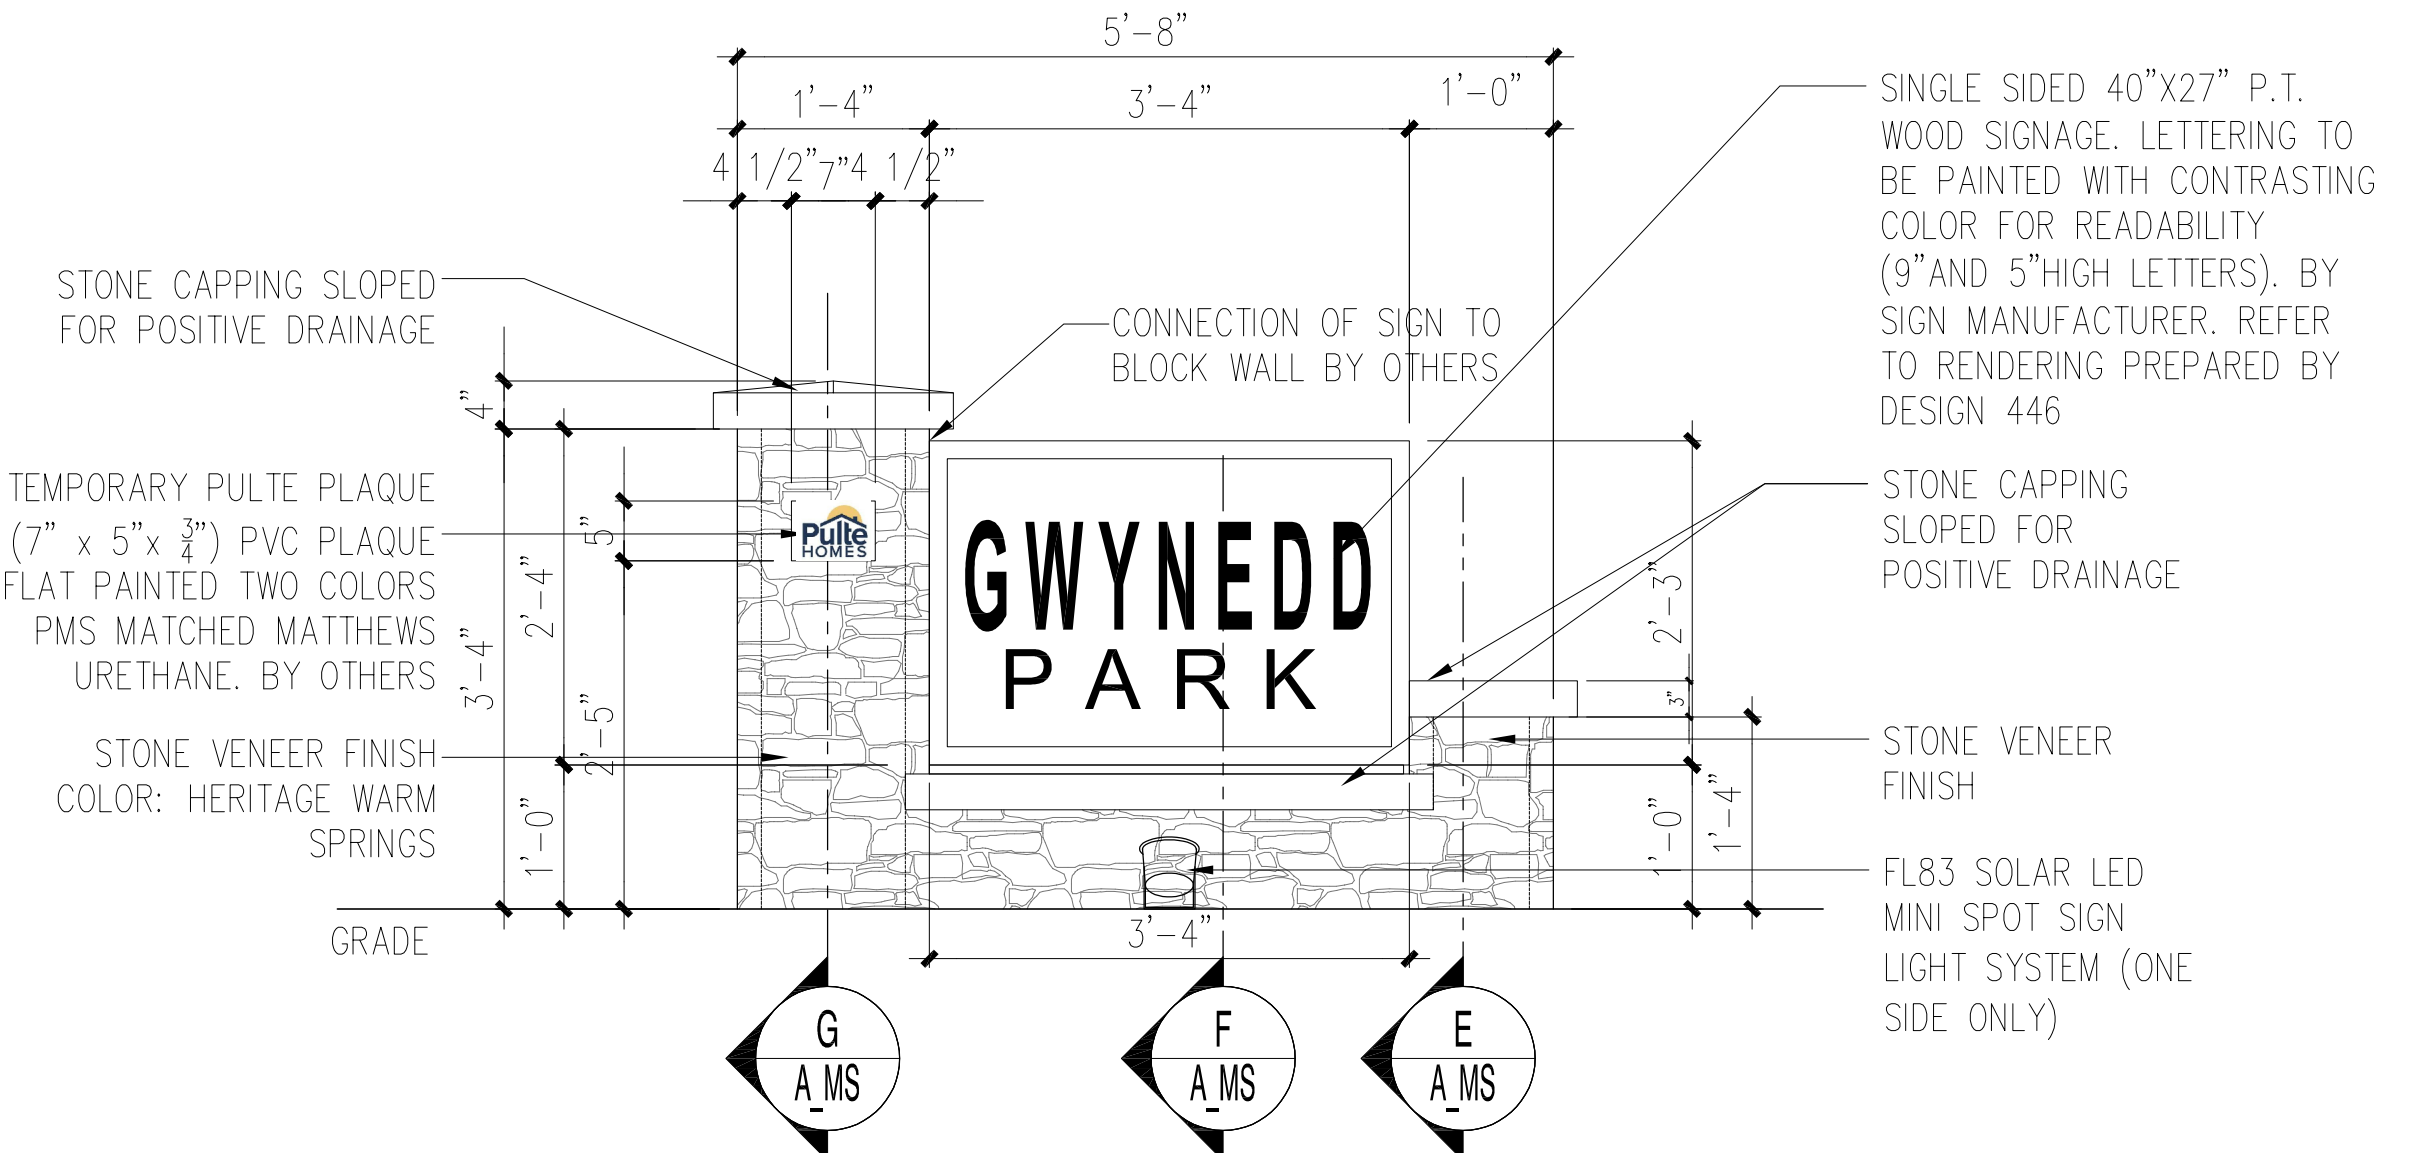 5'-8"
1'-4"
3'-4"
1'-0"
4 1/2"
7"
4 1/2"
SINGLE SIDED 40"X27" P.T.
WOOD SIGNAGE. LETTERING TO
BE PAINTED WITH CONTRASTING
COLOR FOR READABILITY
(9"AND 5"HIGH LETTERS). BY
SIGN MANUFACTURER. REFER
TO RENDERING PREPARED BY
DESIGN 446
STONE CAPPING SLOPED
FOR POSITIVE DRAINAGE
CONNECTION OF SIGN TO
BLOCK WALL BY OTHERS
4"
TEMPORARY PULTE PLAQUE
(7" x 5"x 3/4") PVC PLAQUE
FLAT PAINTED TWO COLORS
PMS MATCHED MATTHEWS
URETHANE. BY OTHERS
3'-4"
2'-4"
5"
2'-5"
1'-0"
Pulte
HOMES
GWYNEDD
PARK
STONE CAPPING
SLOPED FOR
POSITIVE DRAINAGE
2'-3"
3"
1'-0"
1'-4"
STONE VENEER FINISH
COLOR: HERITAGE WARM
SPRINGS
STONE VENEER
FINISH
FL83 SOLAR LED
MINI SPOT SIGN
LIGHT SYSTEM (ONE
SIDE ONLY)
GRADE
3'-4"
G
A_MS
F
A_MS
E
A_MS